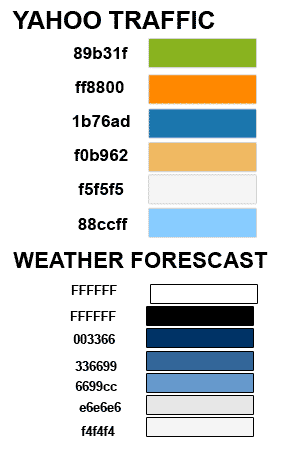 YAHOO TRAFFIC
89b31f
ff8800
1b76ad
f0b962
f5f5f5
88ccff
WEATHER FORESCAST
FFFFFF
FFFFFF
003366
336699
6699cc
e6e6e6
f4f4f4